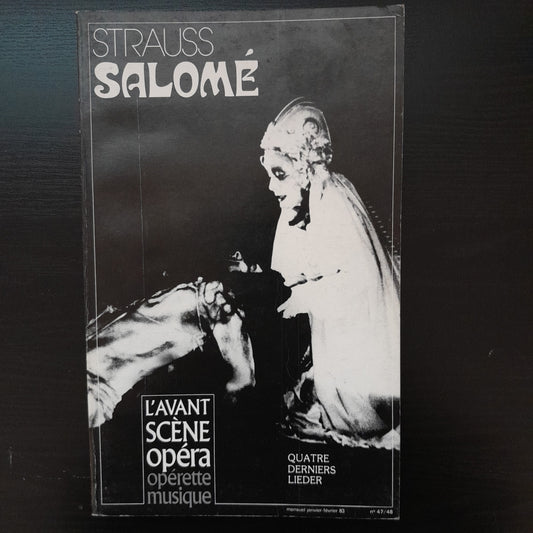 STRAUSS
SALOMÉ
L'AVANT
SCÈNE
opéra
opérette
musique
QUATRE
DERNIERS
LIEDER
mensuel janvier-février 83
n° 47/48